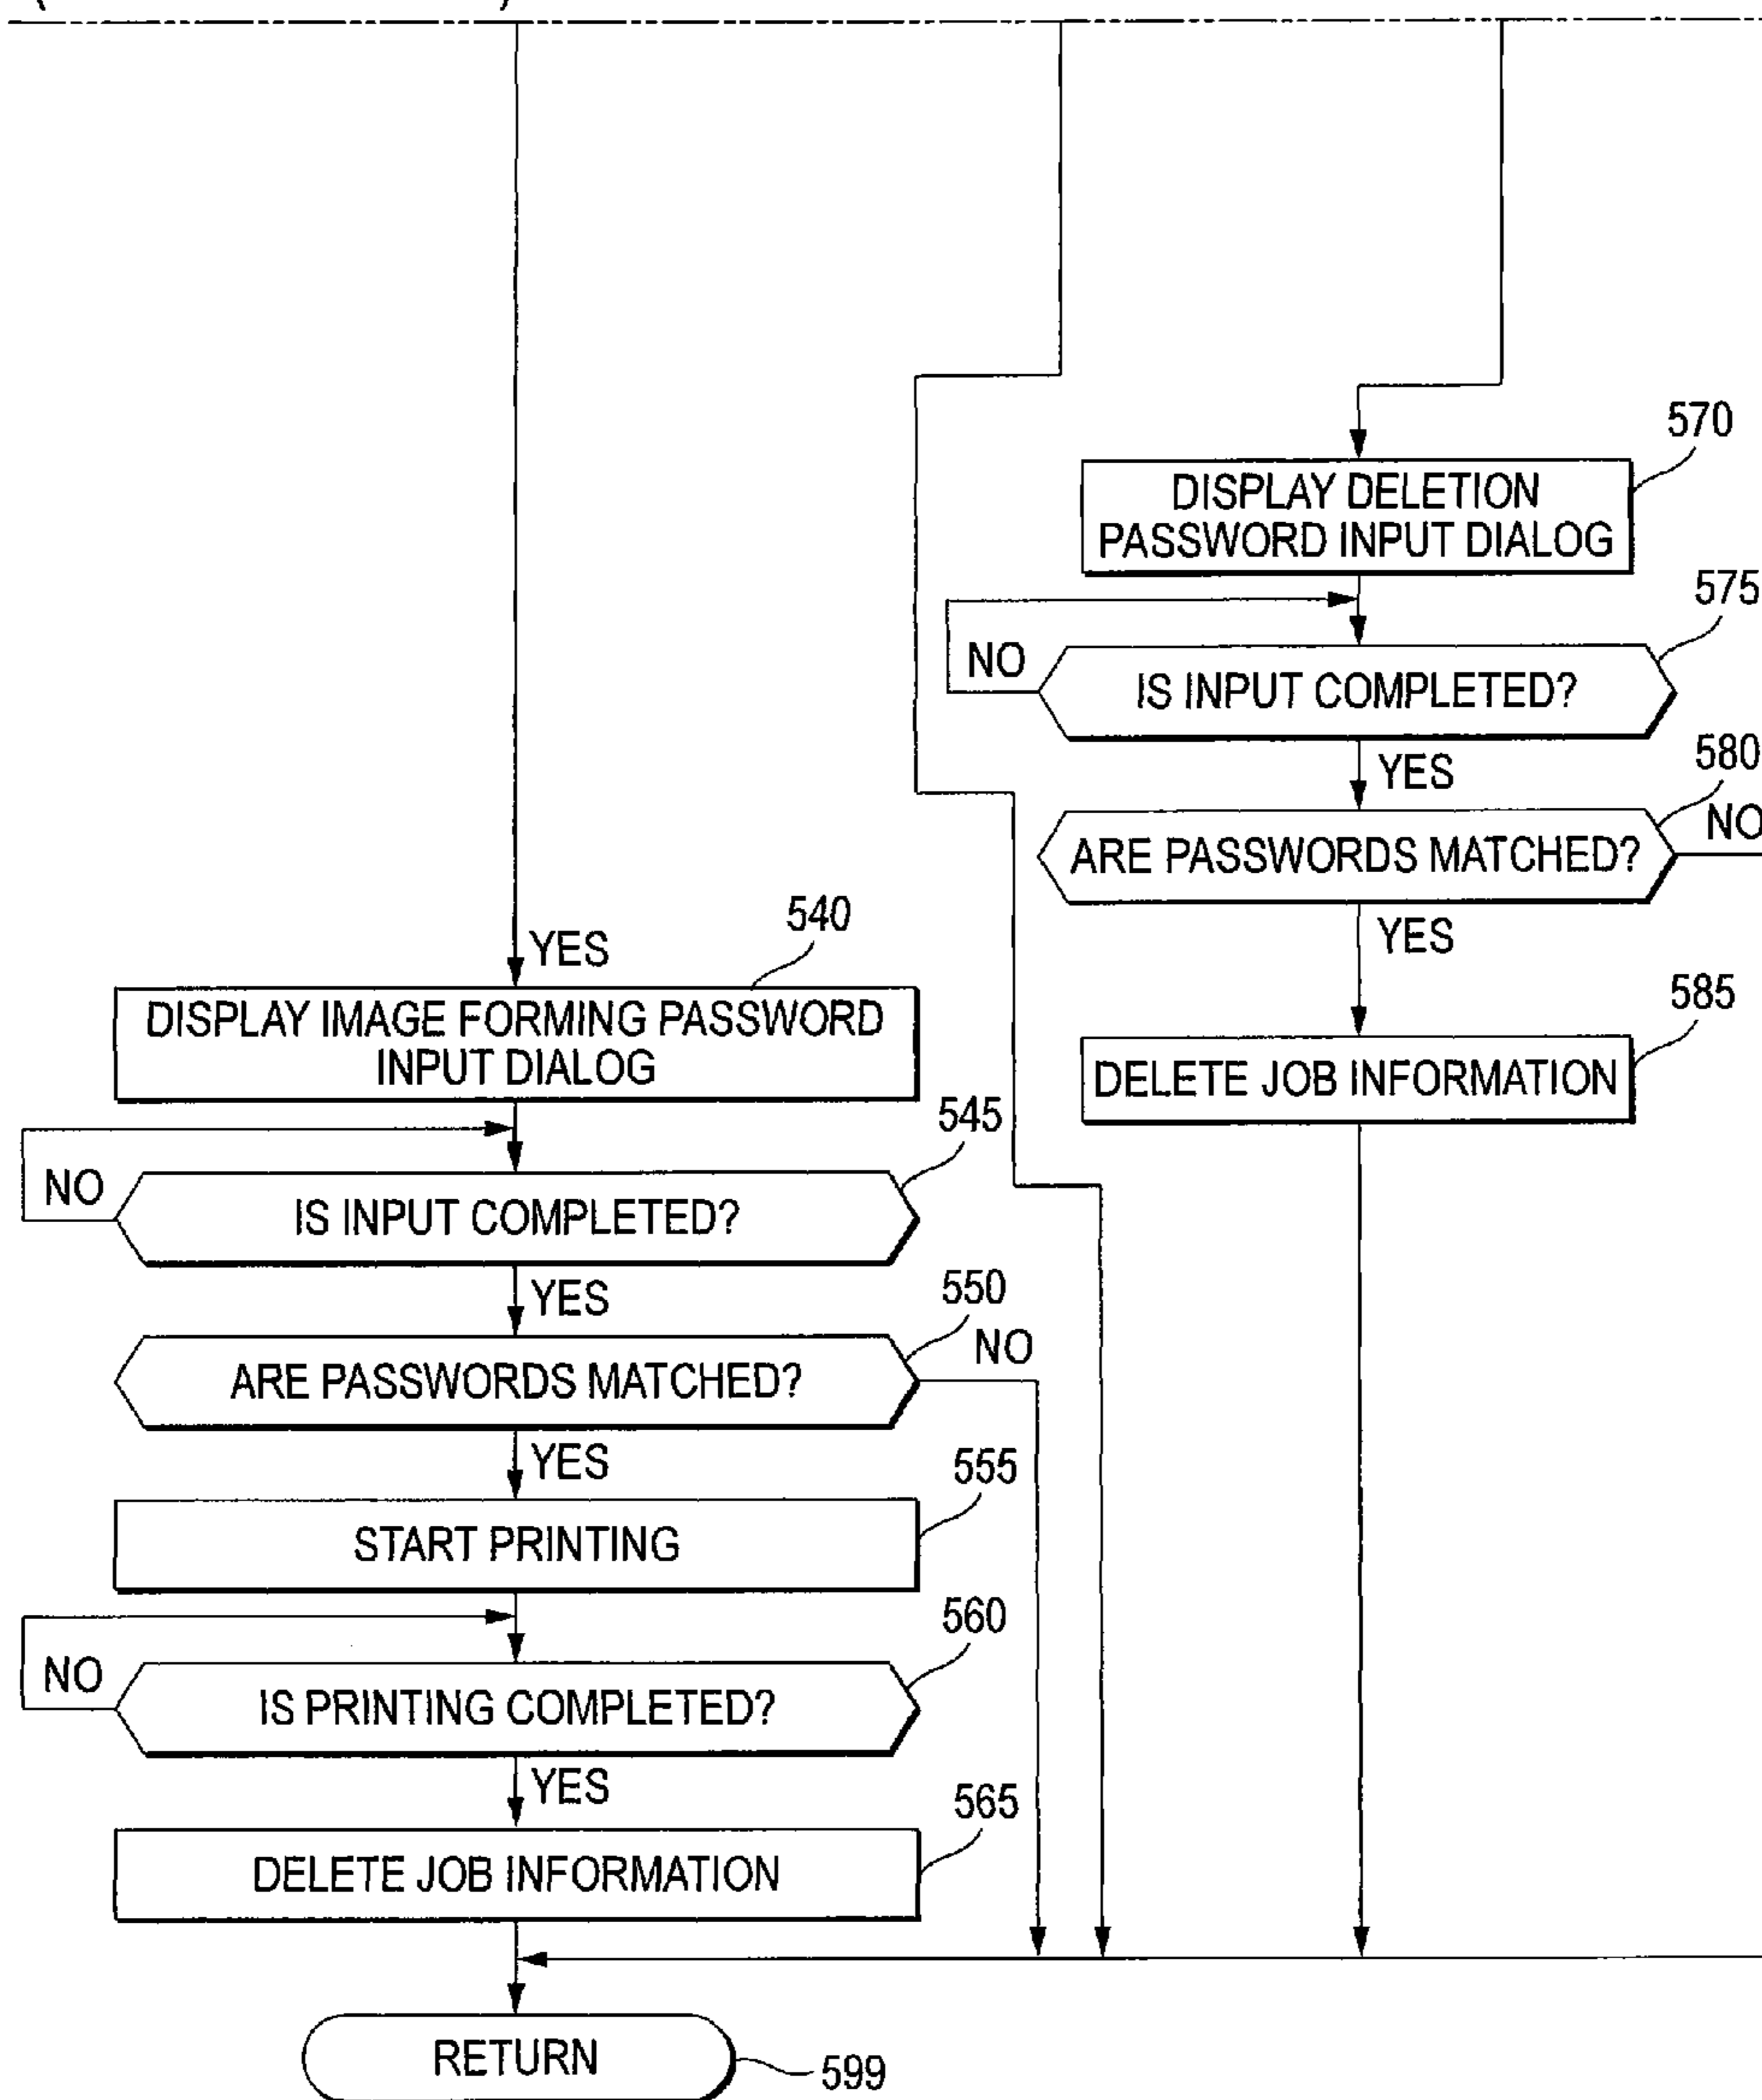 570
DISPLAY DELETION
PASSWORD INPUT DIALOG
575
NO
IS INPUT COMPLETED?
YES
580
NO
ARE PASSWORDS MATCHED?
YES
585
DELETE JOB INFORMATION
YES
540
DISPLAY IMAGE FORMING PASSWORD
INPUT DIALOG
545
NO
IS INPUT COMPLETED?
YES
550
NO
ARE PASSWORDS MATCHED?
YES
555
START PRINTING
560
NO
IS PRINTING COMPLETED?
YES
565
DELETE JOB INFORMATION
RETURN
599